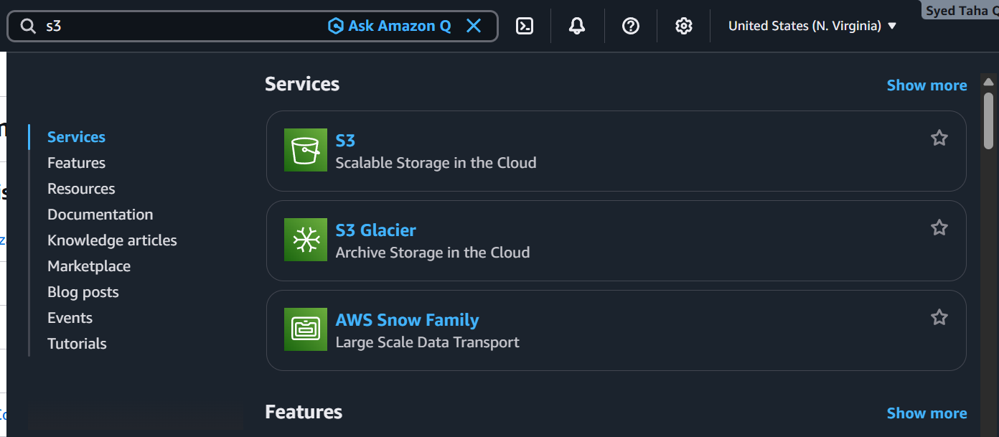 s3
Ask Amazon Q
United States (N. Virginia)
Syed Taha
Services
Show more
Services
Features
Resources
Documentation
Knowledge articles
Marketplace
Blog posts
Events
Tutorials
S3
Scalable Storage in the Cloud
S3 Glacier
Archive Storage in the Cloud
AWS Snow Family
Large Scale Data Transport
Features
Show more